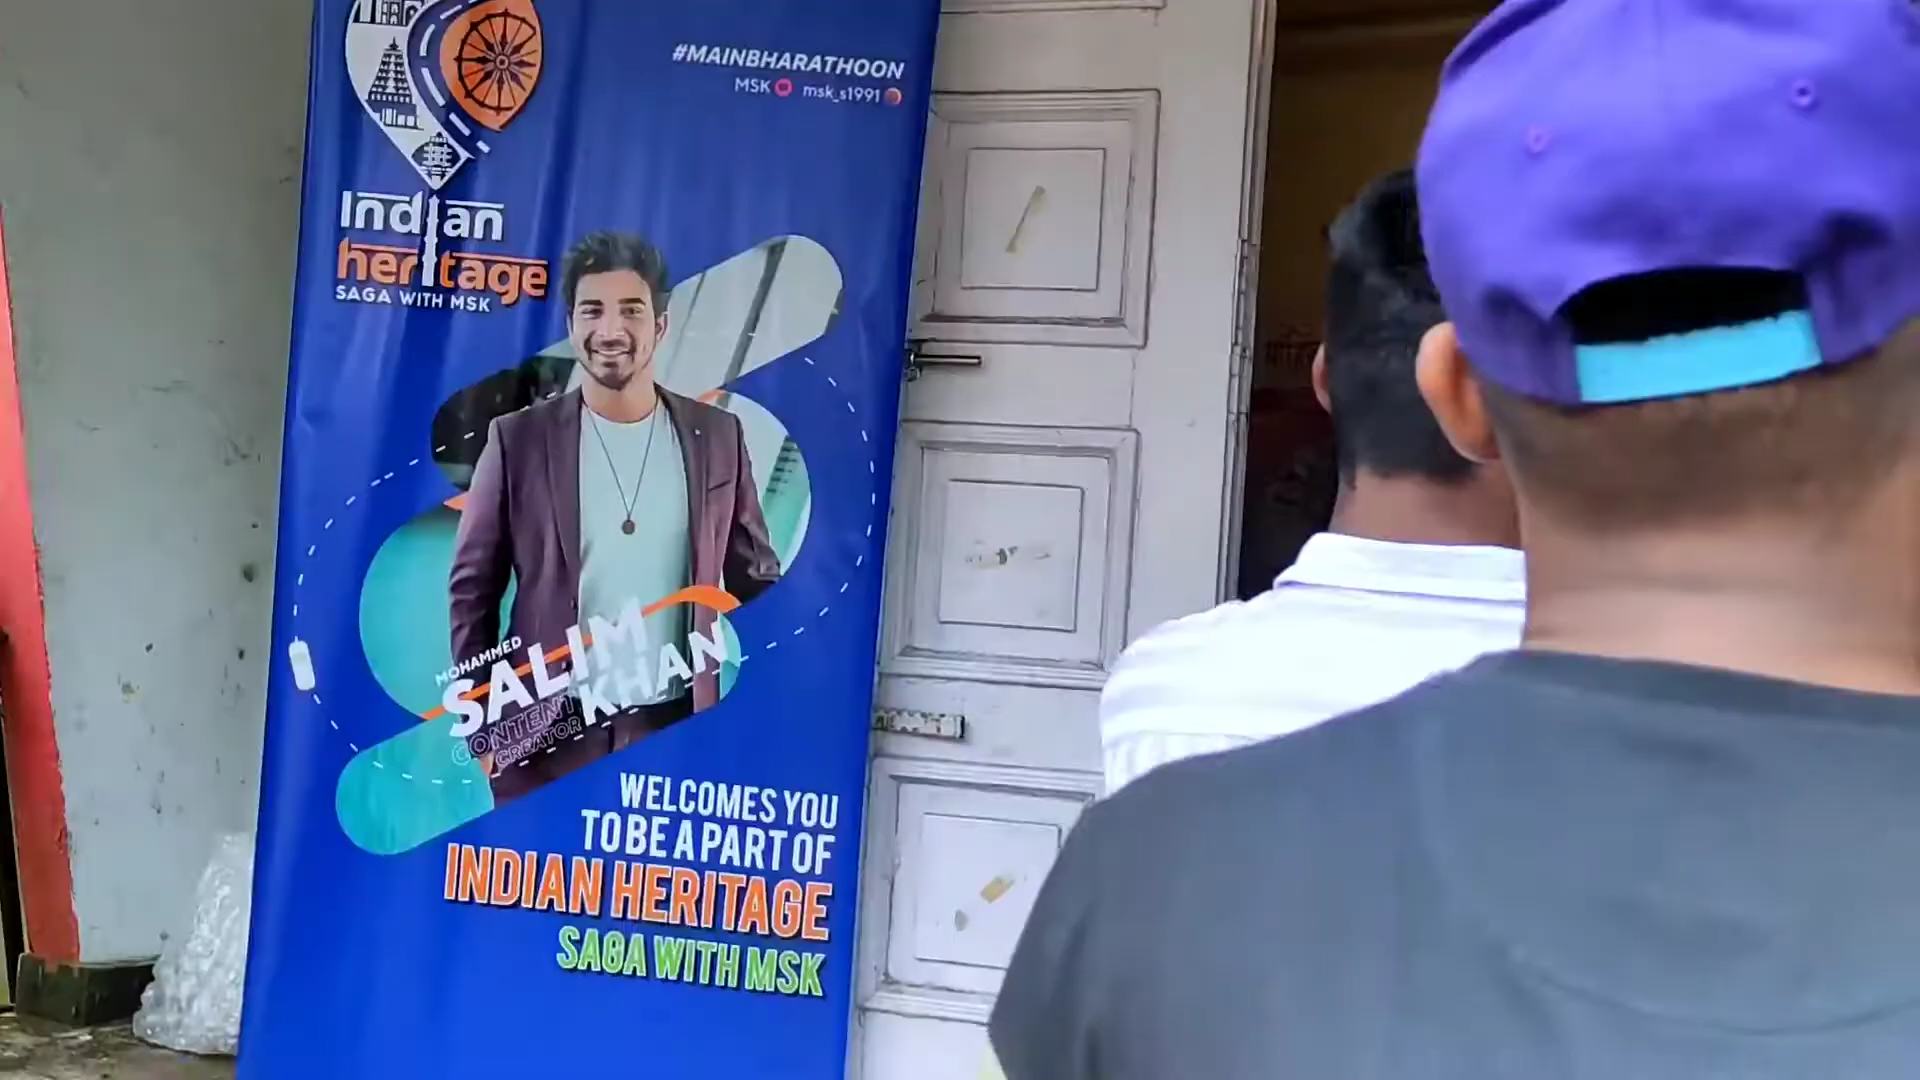 #MAINBHARATHOON
MSK msk_s1991
Indian
heritage
SAGA WITH MSK
MOHAMMED
SALIM
KHAN
CONTENT
CREATOR
WELCOMES YOU
TO BE A PART OF
INDIAN HERITAGE
SAGA WITH MSK